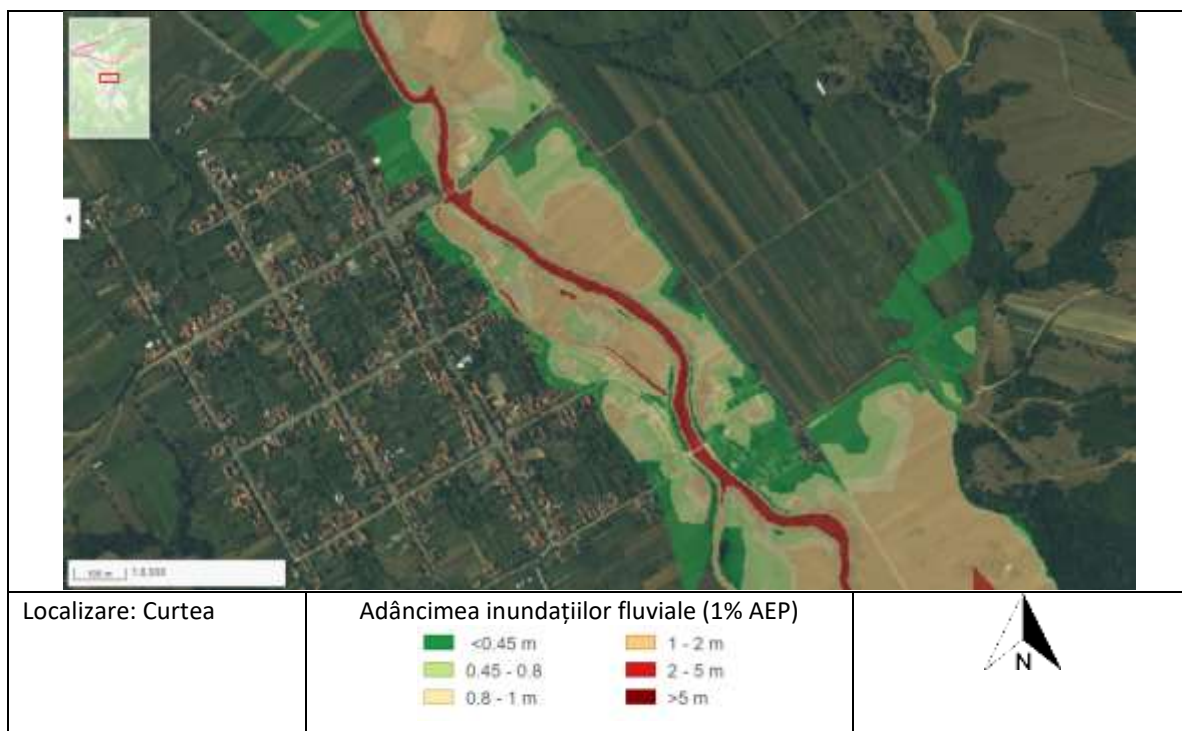 100 m
Localizare: Curtea
Adâncimea inundațiilor fluviale (1% AEP)
<0.45 m
0.45 - 0.8
0.8 - 1 m
1 - 2 m
2 - 5 m
>5 m
N